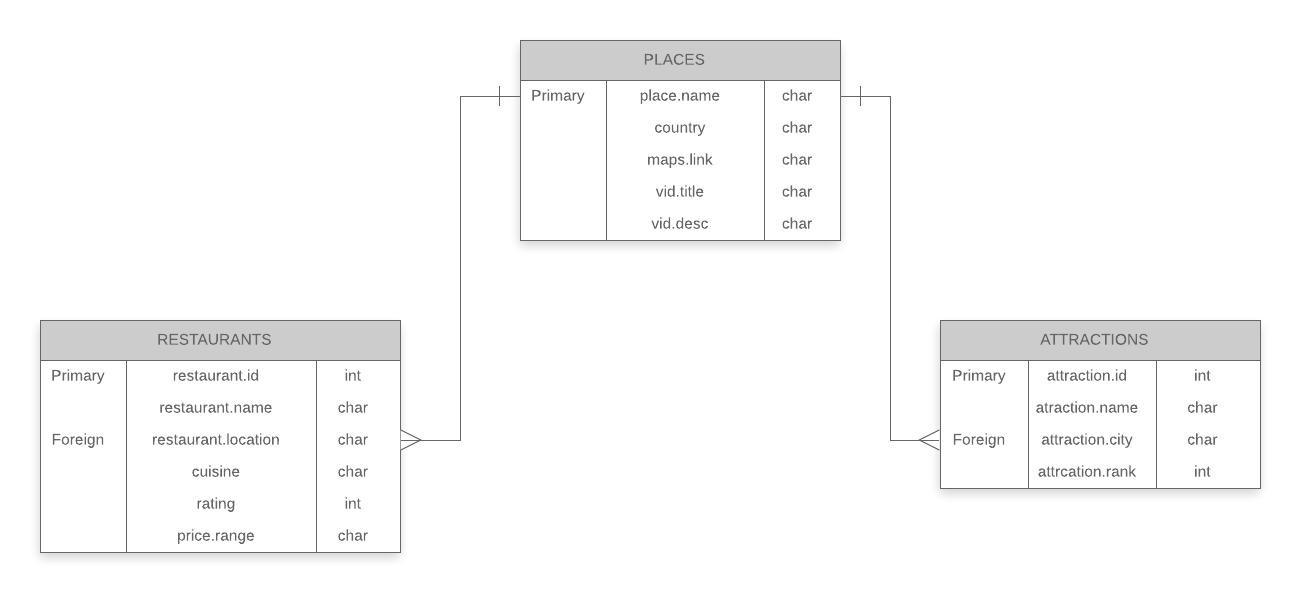 PLACES
Primary place.name char
country char
maps.link char
vid.title char
vid.desc char
RESTAURANTS
Primary restaurant.id int
restaurant.name char
Foreign restaurant.location char
cuisine char
rating int
price.range char
ATTRACTIONS
Primary attraction.id int
atraction.name char
Foreign attraction.city char
attrcation.rank int